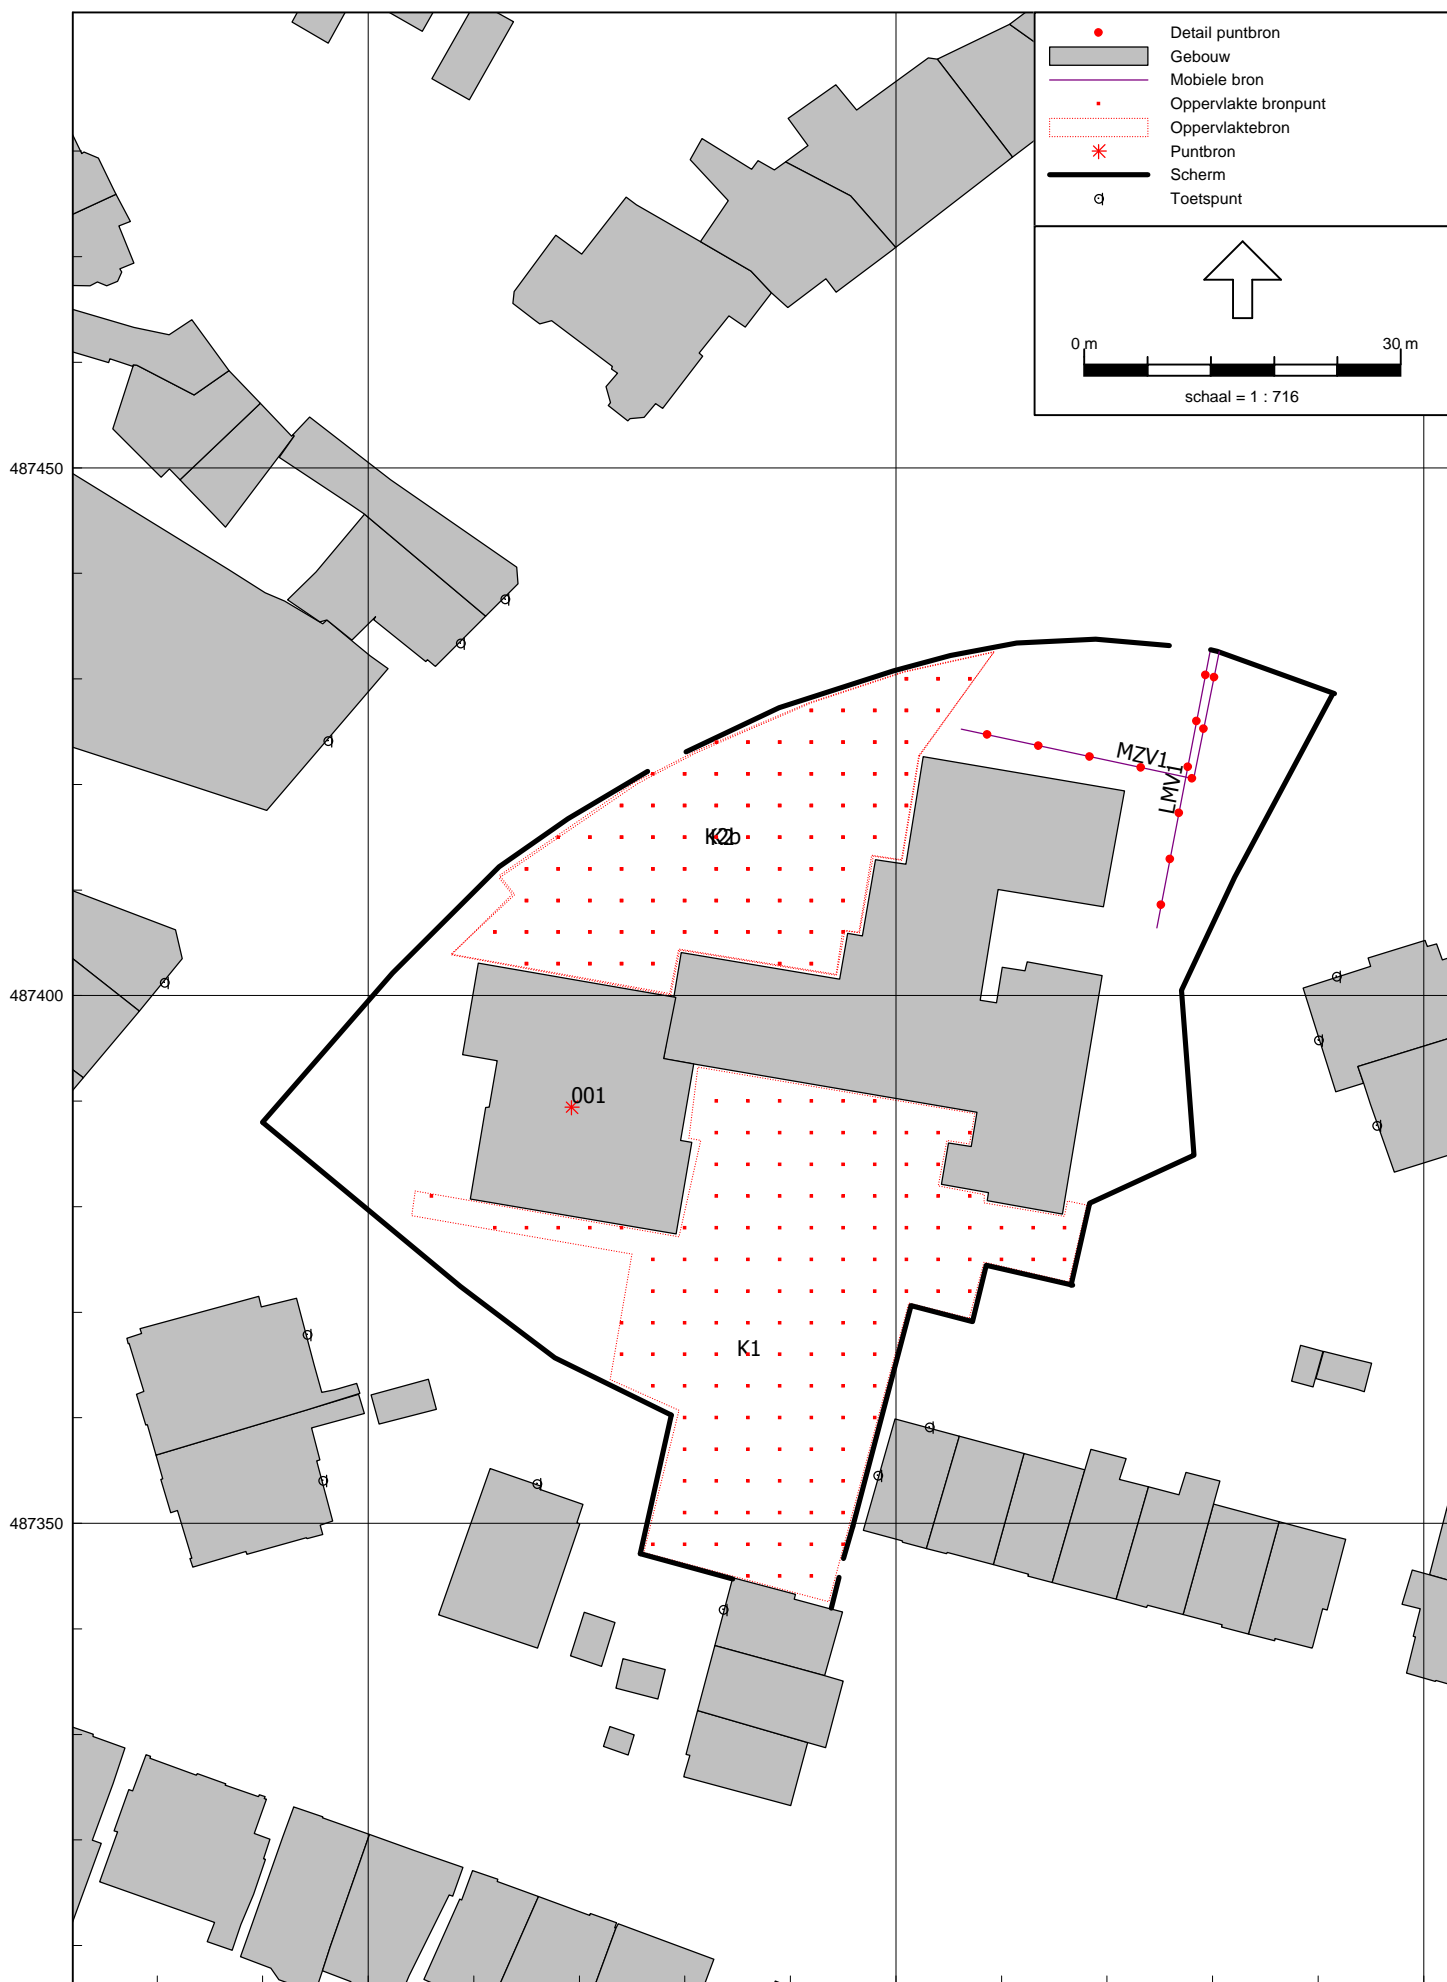 Detail puntbron
Gebouw
Mobiele bron
Oppervlakte bronpunt
Oppervlaktebron
Puntbron
Scherm
Toetspunt
0 m 30 m
schaal = 1 : 716
487450
MZV1
LMV1
487400
001
K1
487350